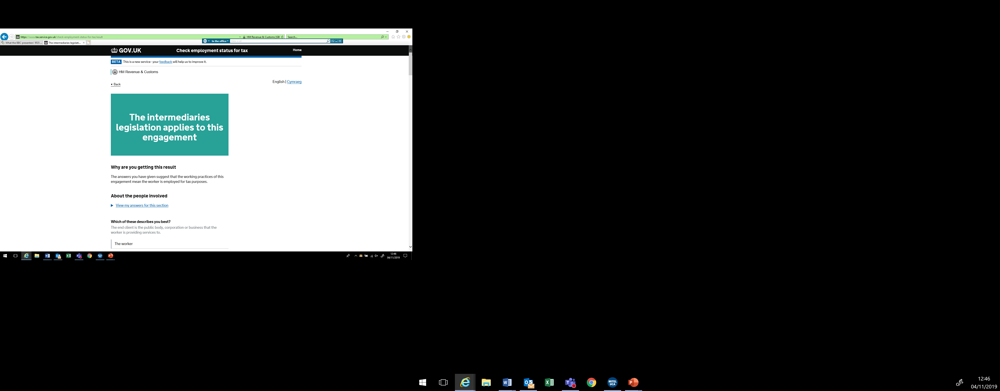 https://www.tax.service.gov.uk/check-employment-status-for-tax/result
HM Revenue & Customs [GB
Search...
What the BBC presenters' IR35 ...
The intermediaries legislati...
In the office
Make a call
GOV.UK
Check employment status for tax
Home
BETA This is a new service - your feedback will help us to improve it.
HM Revenue & Customs
Back
English | Cymraeg
The intermediaries
legislation applies to this
engagement
Why are you getting this result
The answers you have given suggest that the working practices of this
engagement mean the worker is employed for tax purposes.
About the people involved
View my answers for this section
Which of these describes you best?
The end client is the public body, corporation or business that the
worker is providing services to.
The worker
12:46
04/11/2019
MITEL
UCA
12:46
04/11/2019